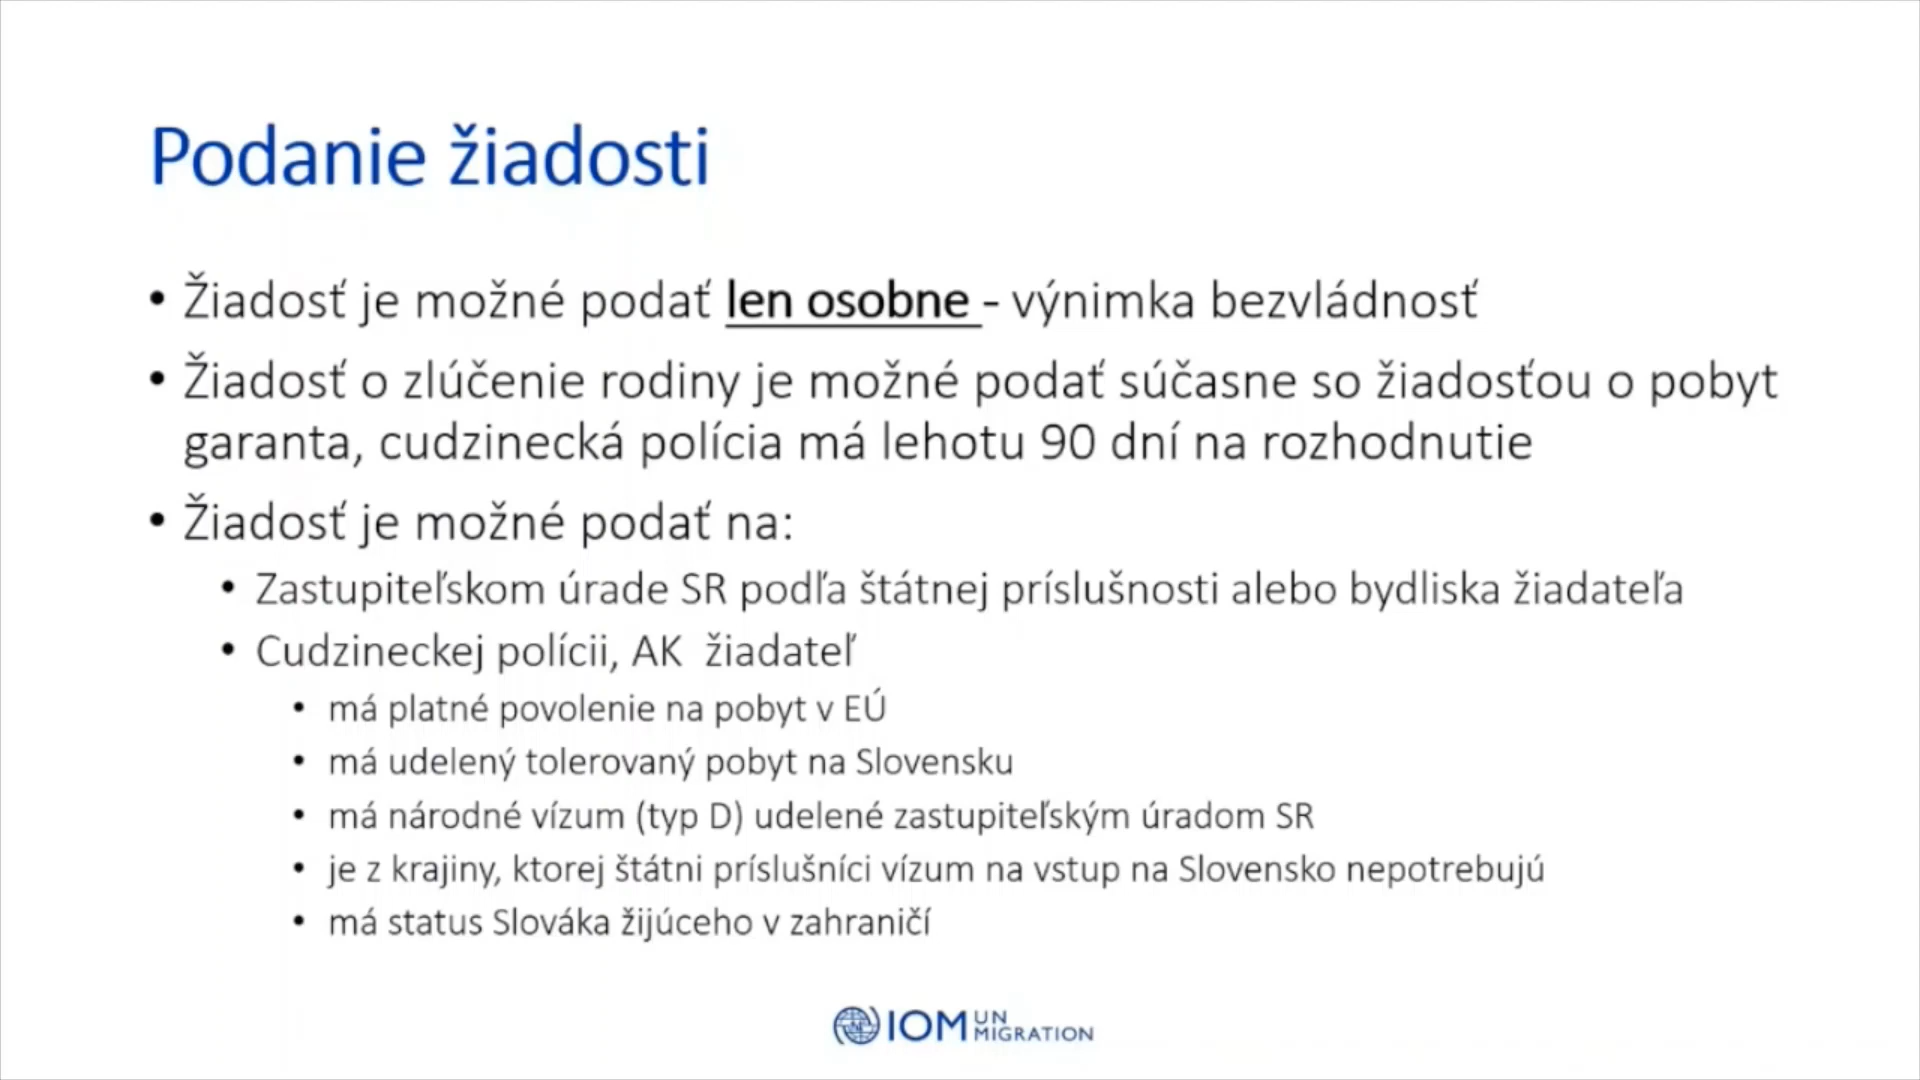 Podanie žiadosti
• Žiadosť je možné podať len osobne - výnimka bezvládnosť
• Žiadosť o zlúčenie rodiny je možné podať súčasne so žiadosťou o pobyt
garanta, cudzinecká polícia má lehotu 90 dní na rozhodnutie
• Žiadosť je možné podať na:
• Zastupiteľskom úrade SR podľa štátnej príslušnosti alebo bydliska žiadateľa
• Cudzineckej polícii, AK žiadateľ
• má platné povolenie na pobyt v EÚ
• má udelený tolerovaný pobyt na Slovensku
• má národné vízum (typ D) udelené zastupiteľským úradom SR
• je z krajiny, ktorej štátni príslušníci vízum na vstup na Slovensko nepotrebujú
• má status Slováka žijúceho v zahraničí
IOM UN MIGRATION